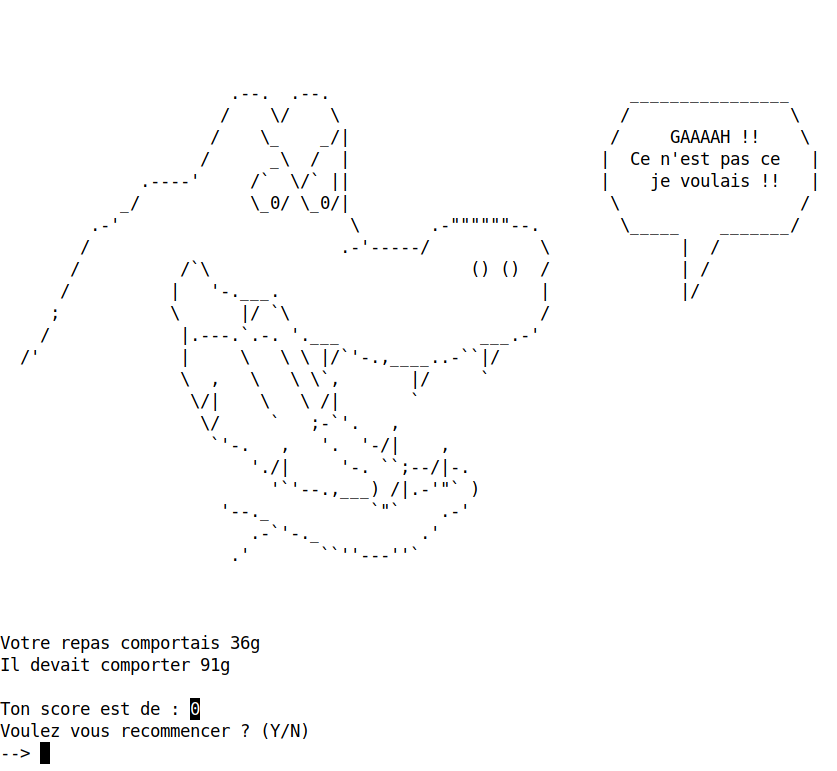 GAAAAH !!
Ce n'est pas ce
je voulais !!
Votre repas comportais 36g
Il devait comporter 91g
Ton score est de : 0
Voulez vous recommencer ? (Y/N)
-->